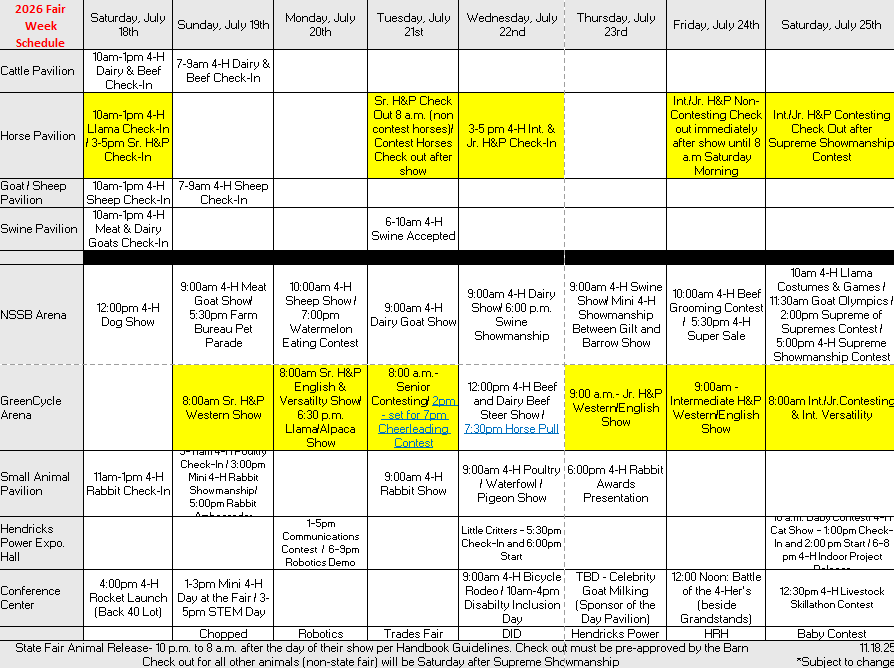 2026 Fair
Week
Schedule
Saturday, July
18th
Sunday, July 19th
Monday, July
20th
Tuesday, July
21st
Wednesday, July
22nd
Thursday, July
23rd
Friday, July 24th
Saturday, July 25th
Cattle Pavilion
10am-1pm 4-H
Dairy & Beef
Check-In
7-9am 4-H Dairy &
Beef Check-In
Horse Pavilion
10am-1pm 4-H
Llama Check-In
/ 3-5pm Sr. H&P
Check-In
Sr. H&P Check
Out 8 a.m. (non
contest horses)/
Contest Horses
Check out after
show
3-5 pm 4-H Int. &
Jr. H&P Check-In
Int./Jr. H&P Non-
Contesting Check
out immediately
after show until 8
a.m Saturday
Morning
Int./Jr. H&P Contesting
Check Out after
Supreme Showmanship
Contest
Goat / Sheep
Pavilion
10am-1pm 4-H
Sheep Check-In
7-9am 4-H Sheep
Check-In
Swine Pavilion
10am-1pm 4-H
Meat & Dairy
Goats Check-In
6-10am 4-H
Swine Accepted
NSSB Arena
12:00pm 4-H
Dog Show
9:00am 4-H Meat
Goat Show/
5:30pm Farm
Bureau Pet
Parade
10:00am 4-H
Sheep Show /
7:00pm
Watermelon
Eating Contest
9:00am 4-H
Dairy Goat Show
9:00am 4-H Dairy
Show/ 6:00 p.m.
Swine
Showmanship
9:00am 4-H Swine
Show/ Mini 4-H
Showmanship
Between Gilt and
Barrow Show
10:00am 4-H Beef
Grooming Contest
/ 5:30pm 4-H
Super Sale
10am 4-H Llama
Costumes & Games /
11:30am Goat Olympics /
2:00pm Supreme of
Supremes Contest /
5:00pm 4-H Supreme
Showmanship Contest
GreenCycle
Arena
8:00am Sr. H&P
Western Show
8:00am Sr. H&P
English &
Versatilty Show/
6:30 p.m.
Llama/Alpaca
Show
8:00 a.m.-
Senior
Contesting/ 2pm
- set for 7pm
Cheerleading
Contest
12:00pm 4-H Beef
and Dairy Beef
Steer Show /
7:30pm Horse Pull
9:00 a.m.- Jr. H&P
Western/English
Show
9:00am -
Intermediate H&P
Western/English
Show
8:00am Int./Jr.Contesting
& Int. Versatility
Small Animal
Pavilion
11am-1pm 4-H
Rabbit Check-In
Check-In / 3:00pm
Mini 4-H Rabbit
Showmanship/
5:00pm Rabbit
9:00am 4-H
Rabbit Show
9:00am 4-H Poultry
/ Waterfowl /
Pigeon Show
6:00pm 4-H Rabbit
Awards
Presentation
Hendricks
Power Expo.
Hall
1-5pm
Communications
Contest / 6-9pm
Robotics Demo
Little Critters - 5:30pm
Check-In and 6:00pm
Start
Cat Show - 1:00pm Check-
In and 2:00 pm Start / 6-8
pm 4-H Indoor Project
Conference
Center
4:00pm 4-H
Rocket Launch
(Back 40 Lot)
1-3pm Mini 4-H
Day at the Fair / 3-
5pm STEM Day
9:00am 4-H Bicycle
Rodeo / 10am-4pm
Disabilty Inclusion
Day
TBD - Celebrity
Goat Milking
(Sponsor of the
Day Pavilion)
12:00 Noon: Battle
of the 4-Her's
(beside
Grandstands)
12:30pm 4-H Livestock
Skillathon Contest
Chopped
Robotics
Trades Fair
DID
Hendricks Power
HRH
Baby Contest
State Fair Animal Release- 10 p.m. to 8 a.m. after the day of their show per Handbook Guidelines. Check out must be pre-approved by the Barn
11.18.25
Check out for all other animals (non-state fair) will be Saturday after Supreme Shcwmanship
*Subject to change